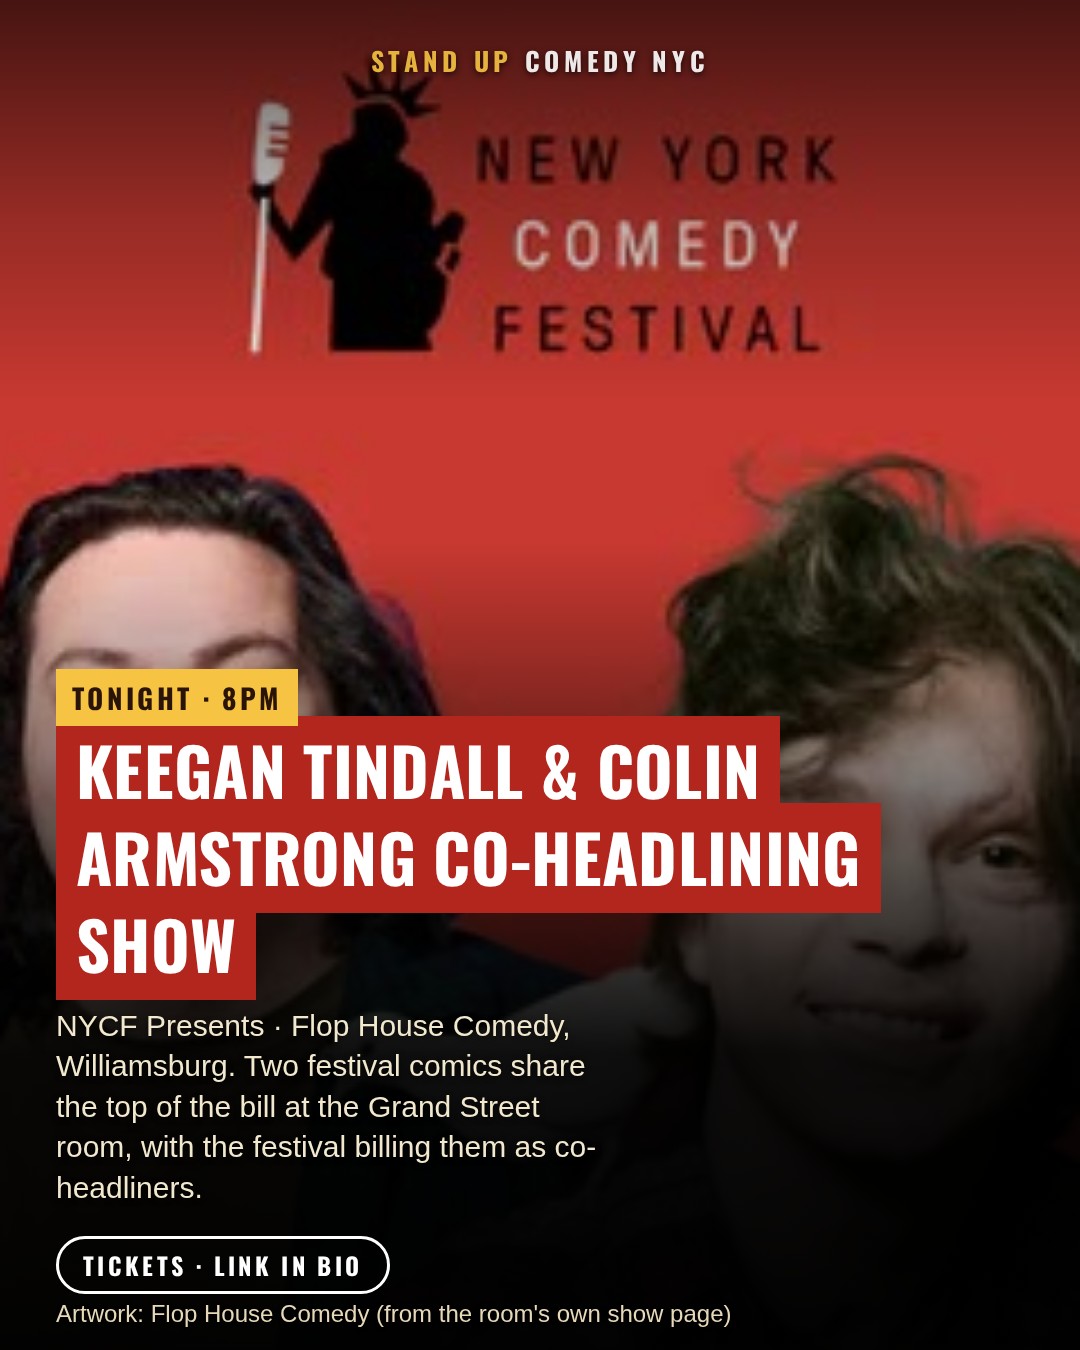 STAND UP COMEDY NYC
NEW YORK
COMEDY
FESTIVAL
TONIGHT · 8PM
KEEGAN TINDALL & COLIN
ARMSTRONG CO-HEADLINING
SHOW
NYCF Presents · Flop House Comedy,
Williamsburg. Two festival comics share
the top of the bill at the Grand Street
room, with the festival billing them as co-
headliners.
TICKETS · LINK IN BIO
Artwork: Flop House Comedy (from the room's own show page)